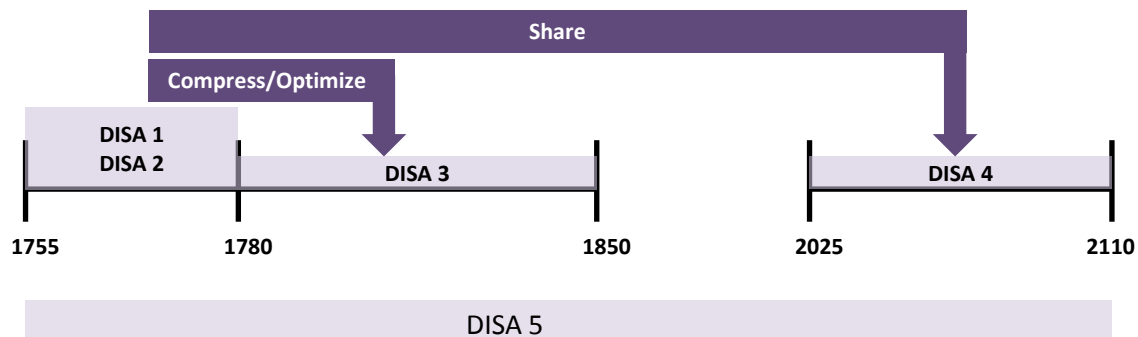 Share
Compress/Optimize
DISA 1
DISA 2
DISA 3
DISA 4
1755
1780
1850
2025
2110
DISA 5